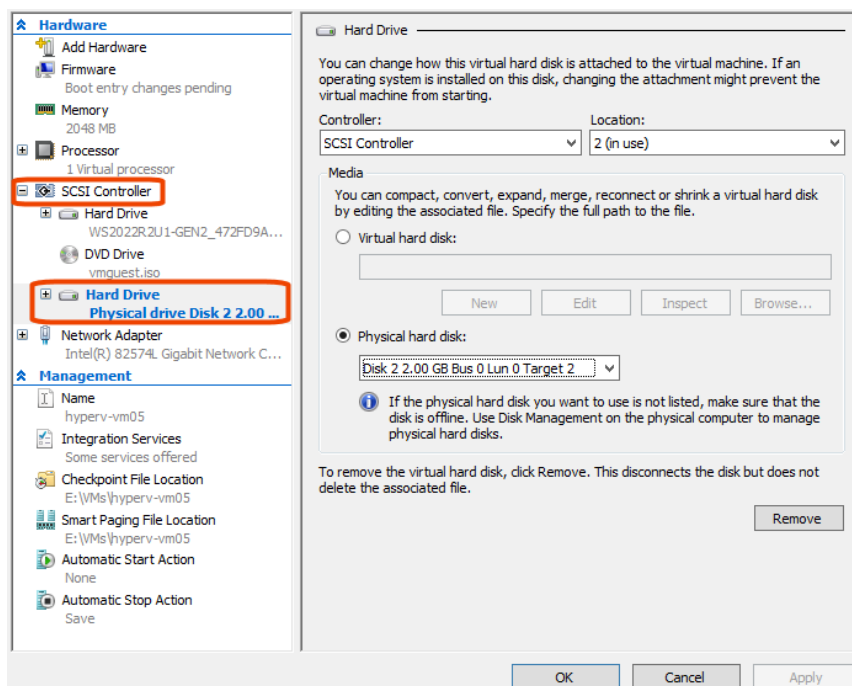 Hardware
Add Hardware
Firmware
Boot entry changes pending
Memory
2048 MB
Processor
1 Virtual processor
SCSI Controller
Hard Drive
WS2022R2U1-GEN2_472FD9A...
DVD Drive
vmguest.iso
Hard Drive
Physical drive Disk 2 2.00 ...
Network Adapter
Intel(R) 82574L Gigabit Network C...
Management
Name
hyperv-vm05
Integration Services
Some services offered
Checkpoint File Location
E:\VMs\hyperv-vm05
Smart Paging File Location
E:\VMs\hyperv-vm05
Automatic Start Action
None
Automatic Stop Action
Save
Hard Drive
You can change how this virtual hard disk is attached to the virtual machine. If an
operating system is installed on this disk, changing the attachment might prevent the
virtual machine from starting.
Controller: Location:
SCSI Controller 2 (in use)
Media
You can compact, convert, expand, merge, reconnect or shrink a virtual hard disk
by editing the associated file. Specify the full path to the file.
Virtual hard disk:
New Edit Inspect Browse...
Physical hard disk:
Disk 2 2.00 GB Bus 0 Lun 0 Target 2
If the physical hard disk you want to use is not listed, make sure that the
disk is offline. Use Disk Management on the physical computer to manage
physical hard disks.
To remove the virtual hard disk, click Remove. This disconnects the disk but does not
delete the associated file.
Remove
OK Cancel Apply